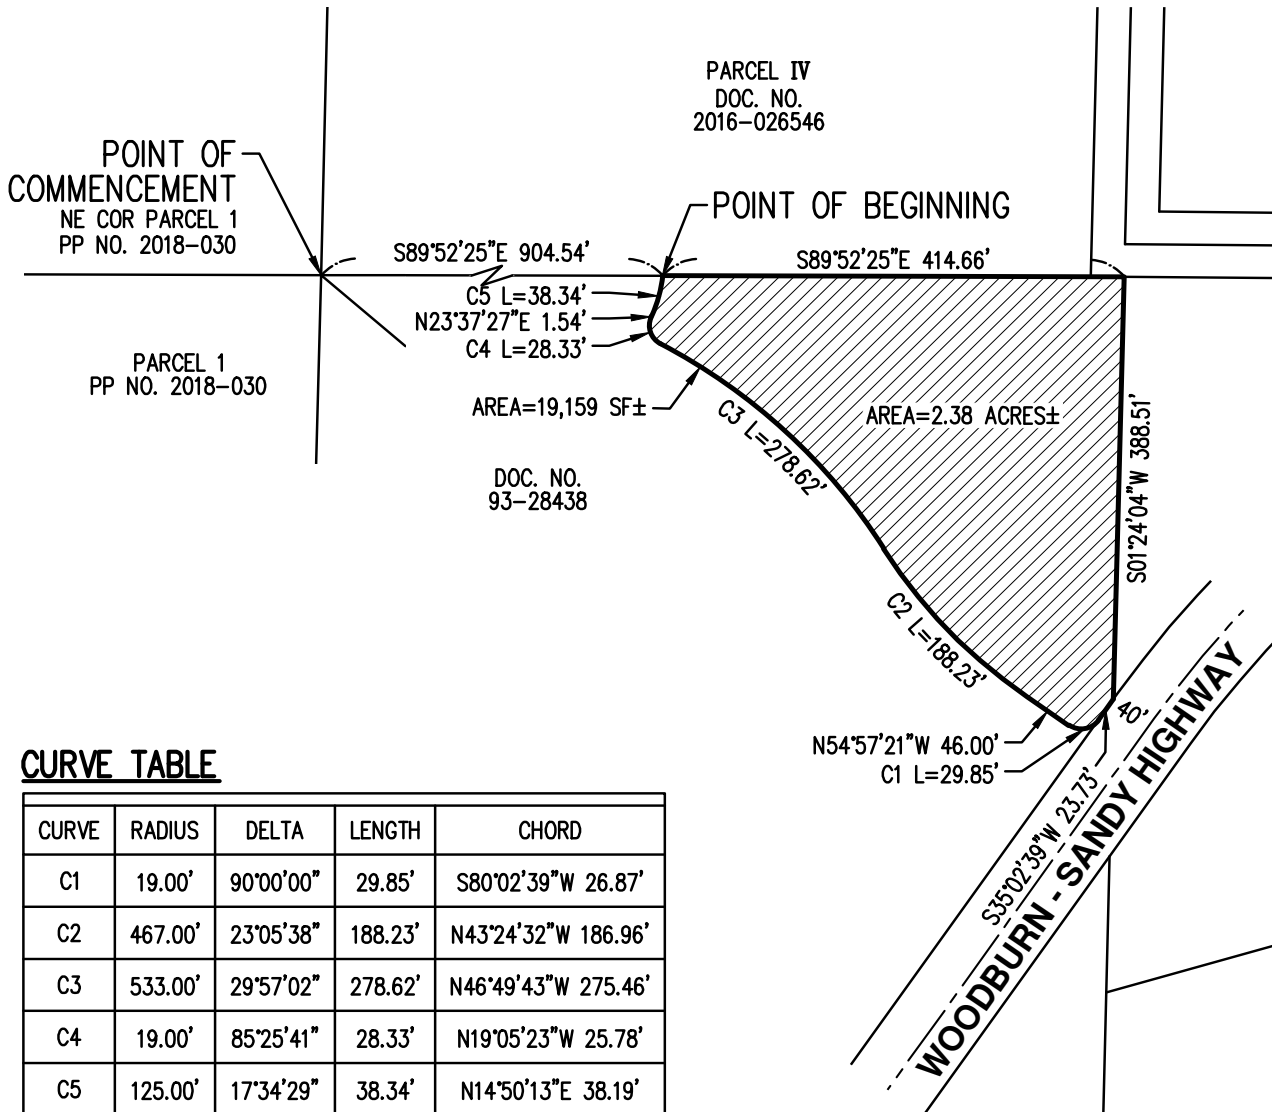 PARCEL IV
DOC. NO.
2016-026546
POINT OF
COMMENCEMENT
NE COR PARCEL 1
PP NO. 2018-030
POINT OF BEGINNING
S89°52'25"E 904.54'
S89°52'25"E 414.66'
C5 L=38.34'
N23°37'27"E 1.54'
C4 L=28.33'
PARCEL 1
PP NO. 2018-030
AREA=19,159 SF±
C3 L=278.62'
AREA=2.38 ACRES±
S01°24'04"W 388.51'
DOC. NO.
93-28438
C2 L=188.23'
40'
N54°57'21"W 46.00'
C1 L=29.85'
S35°02'39"W 23.73'
WOODBURN - SANDY HIGHWAY
CURVE TABLE
CURVE RADIUS DELTA LENGTH CHORD
C1 19.00' 90°00'00" 29.85' S80°02'39"W 26.87'
C2 467.00' 23°05'38" 188.23' N43°24'32"W 186.96'
C3 533.00' 29°57'02" 278.62' N46°49'43"W 275.46'
C4 19.00' 85°25'41" 28.33' N19°05'23"W 25.78'
C5 125.00' 17°34'29" 38.34' N14°50'13"E 38.19'